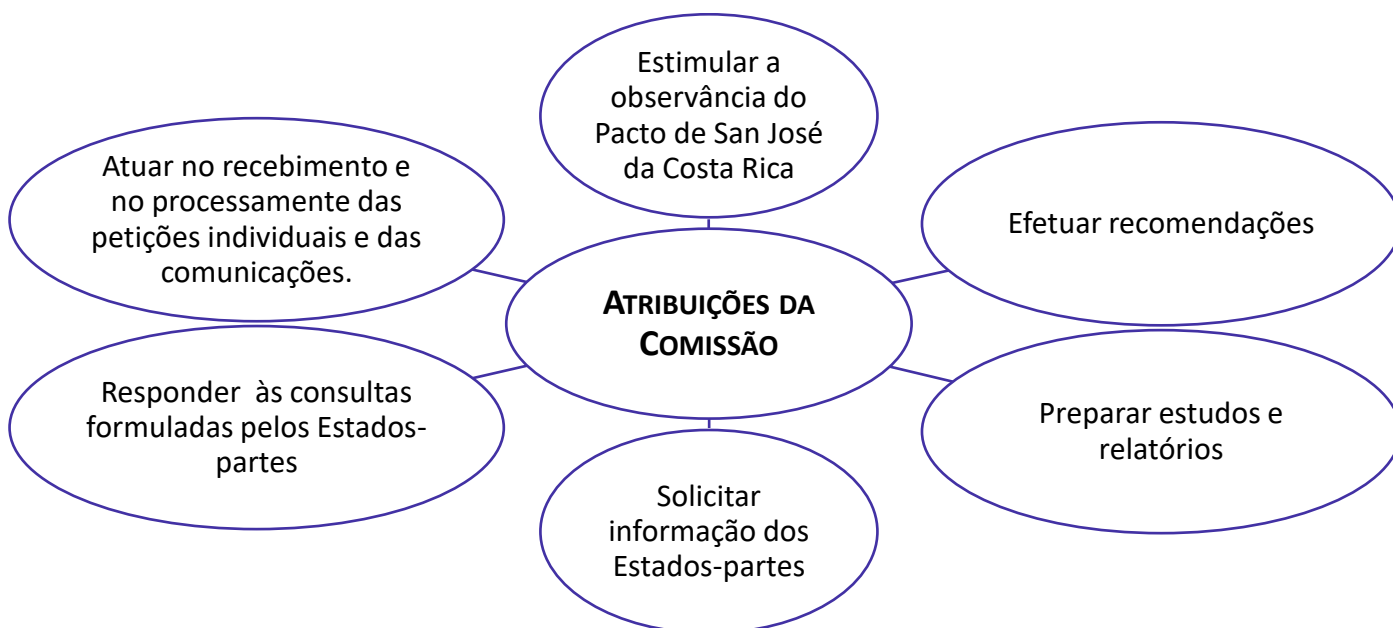 Estimular a
observância do
Pacto de San José
da Costa Rica
Atuar no recebimento e
no processamente das
petições individuais e das
comunicações.
Efetuar recomendações
ATRIBUIÇÕES DA
COMISSÃO
Responder às consultas
formuladas pelos Estados-
partes
Preparar estudos e
relatórios
Solicitar
informação dos
Estados-partes